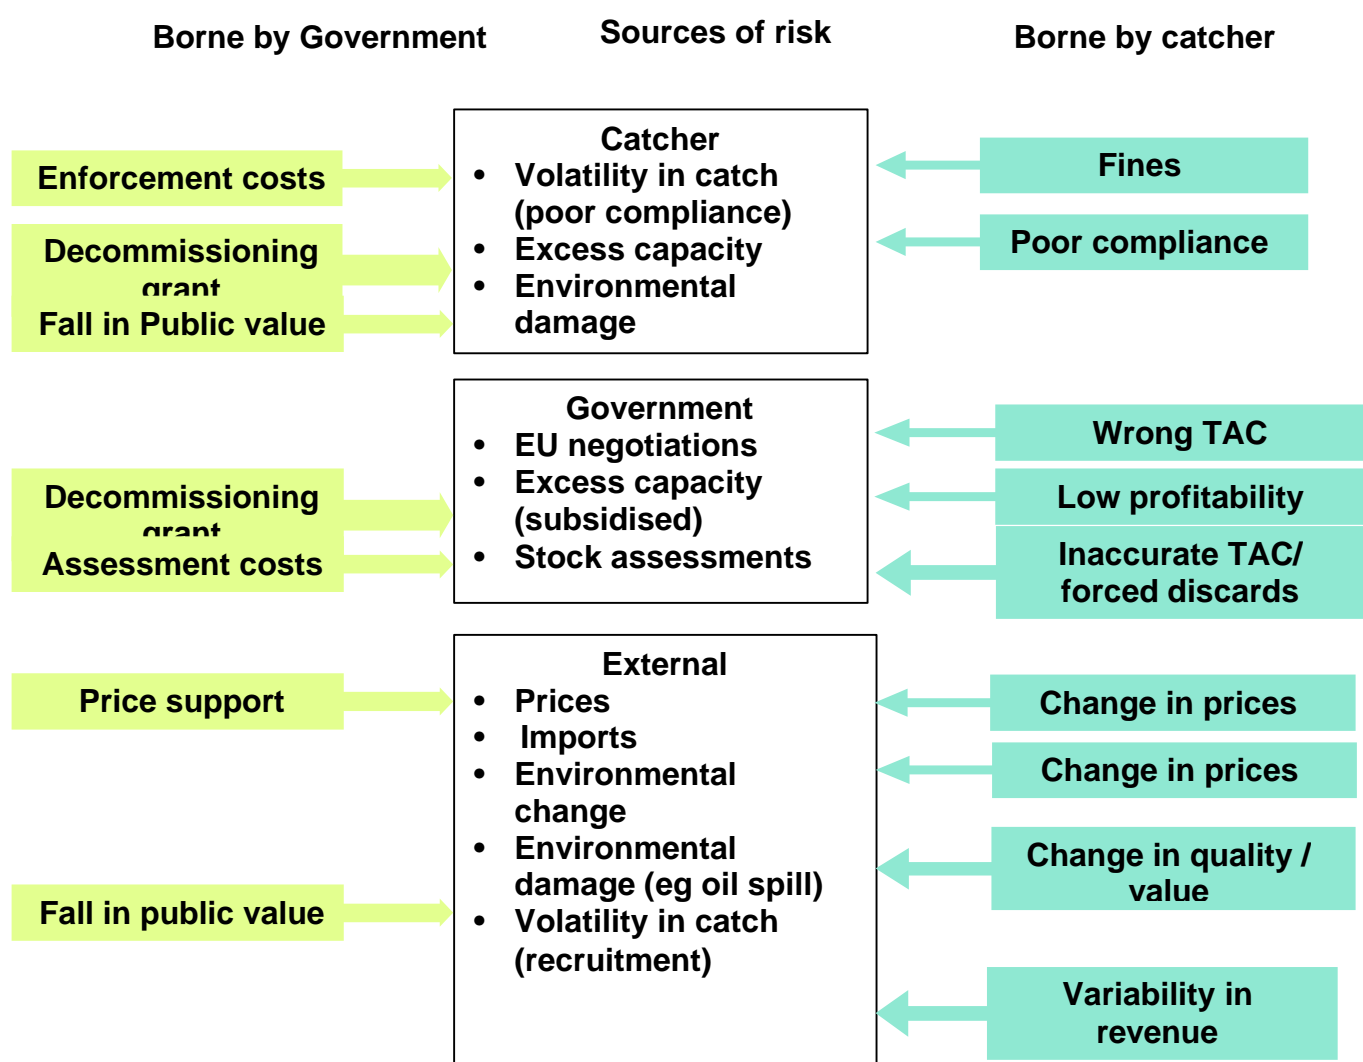 Borne by Government
Sources of risk
Borne by catcher
Enforcement costs
Decommissioning
grant
Fall in Public value
Catcher
• Volatility in catch
(poor compliance)
• Excess capacity
• Environmental
damage
Fines
Poor compliance
Decommissioning
grant
Assessment costs
Government
• EU negotiations
• Excess capacity
(subsidised)
• Stock assessments
Wrong TAC
Low profitability
Inaccurate TAC/
forced discards
Price support
Fall in public value
External
• Prices
• Imports
• Environmental
change
• Environmental
damage (eg oil spill)
• Volatility in catch
(recruitment)
Change in prices
Change in prices
Change in quality /
value
Variability in
revenue